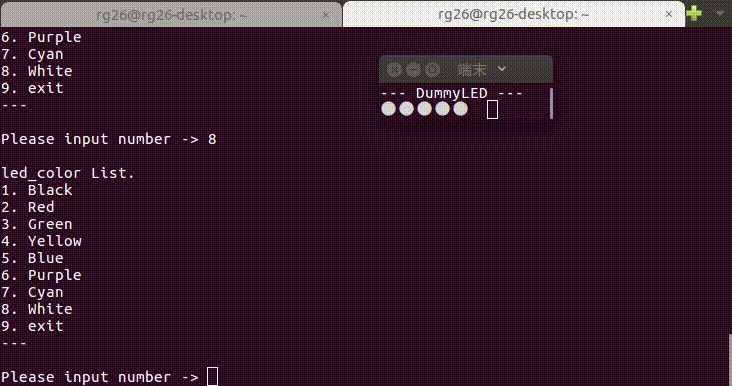 rg26@rg26-desktop: ~
rg26@rg26-desktop: ~
6. Purple
7. Cyan
8. White
9. exit
---
Please input number -> 8
led_color List.
1. Black
2. Red
3. Green
4. Yellow
5. Blue
6. Purple
7. Cyan
8. White
9. exit
---
Please input number ->
端末
--- DummyLED ---
●●●●●